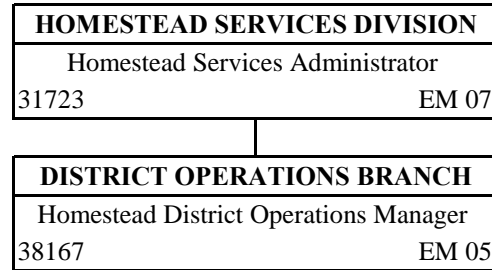 HOMESTEAD SERVICES DIVISION
Homestead Services Administrator
31723 EM 07
DISTRICT OPERATIONS BRANCH
Homestead District Operations Manager
38167 EM 05